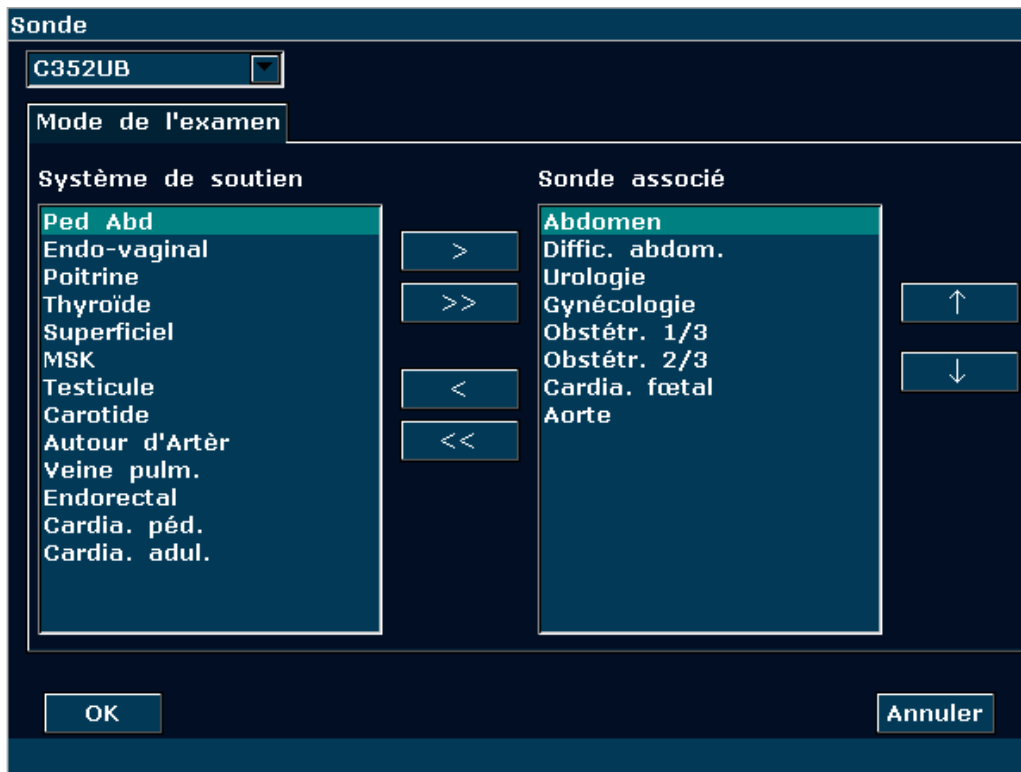 Sonde
C352UB
Mode de l'examen
Système de soutien
Ped Abd
Endo-vaginal
Poitrine
Thyroïde
Superficiel
MSK
Testicule
Carotide
Autour d'Artèr
Veine pulm.
Endorectal
Cardia. péd.
Cardia. adul.
>
>>
<
<<
Sonde associé
Abdomen
Diffic. abdom.
Urologie
Gynécologie
Obstétr. 1/3
Obstétr. 2/3
Cardia. fœtal
Aorte
↑
↓
OK
Annuler